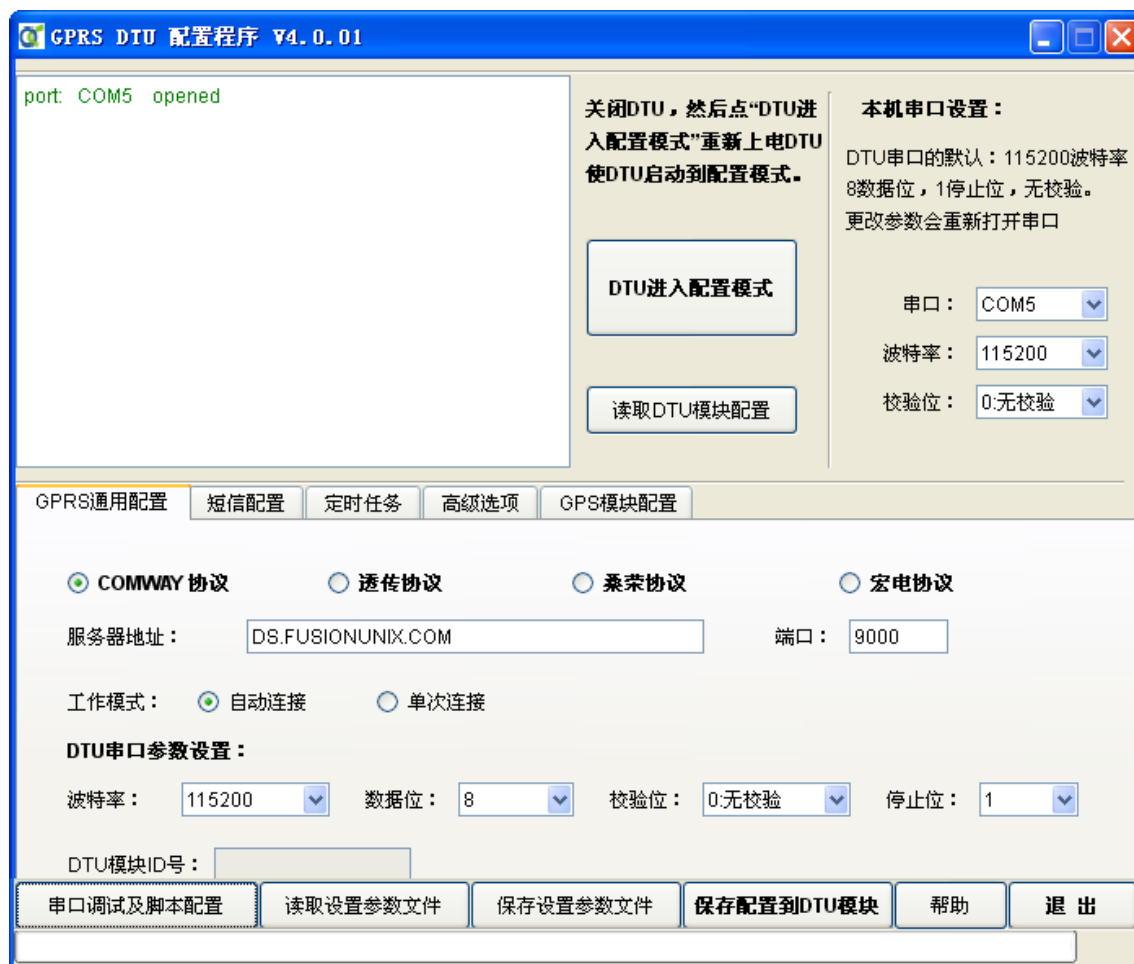 GPRS DTU 配置程序 V4.0.01
port: COM5 opened
关闭DTU，然后点“DTU进
入配置模式”重新上电DTU
使DTU启动到配置模式。
DTU进入配置模式
读取DTU模块配置
本机串口设置：
DTU串口的默认：115200波特率
8数据位，1停止位，无校验。
更改参数会重新打开串口
串口： COM5
波特率： 115200
校验位： 0:无校验
GPRS通用配置 短信配置 定时任务 高级选项 GPS模块配置
COMWAY 协议 透传协议 桑荣协议 宏电协议
服务器地址： DS.FUSIONUNIX.COM 端口： 9000
工作模式： 自动连接 单次连接
DTU串口参数设置：
波特率： 115200 数据位： 8 校验位： 0:无校验 停止位： 1
DTU模块ID号：
串口调试及脚本配置 读取设置参数文件 保存设置参数文件 保存配置到DTU模块 帮助 退 出